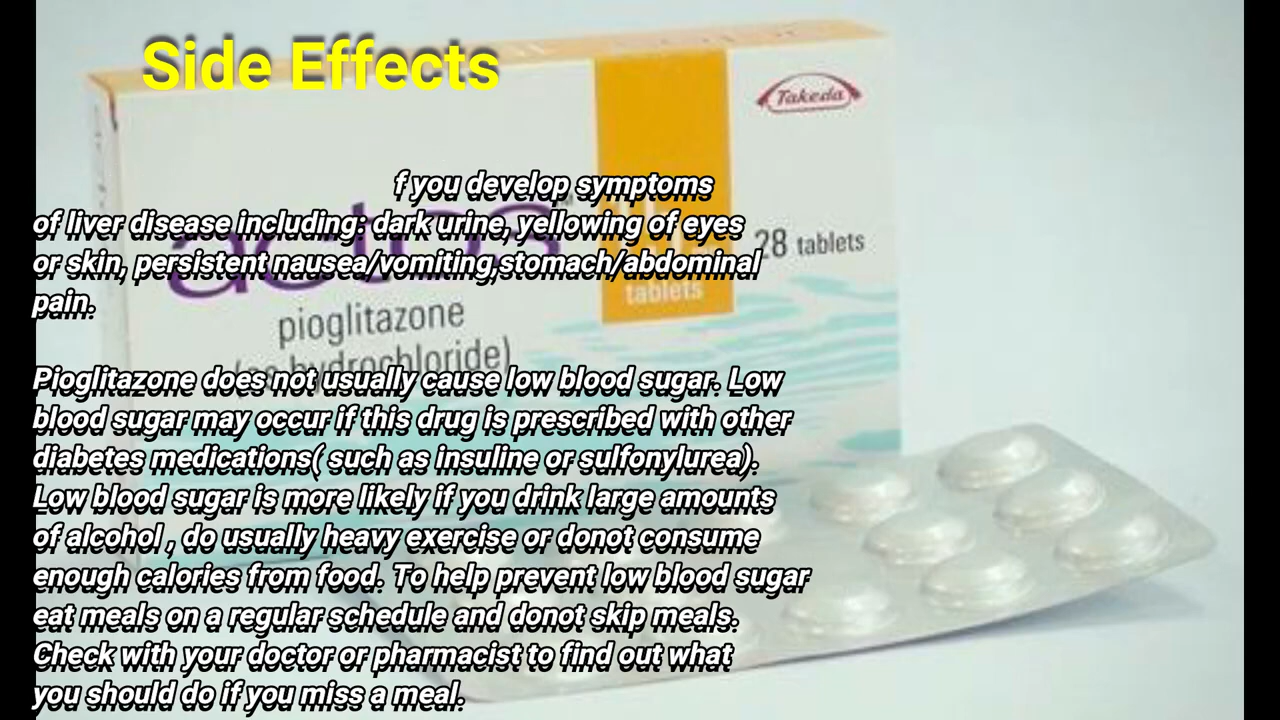 Side Effects
Takeda
f you develop symptoms
of liver disease including: dark urine, yellowing of eyes
28 tablets
or skin, persistent nausea/vomiting,stomach/abdominal
tablets
pain.
actos
pioglitazone
(as hydrochloride)
Pioglitazone does not usually cause low blood sugar. Low
blood sugar may occur if this drug is prescribed with other
diabetes medications( such as insuline or sulfonylurea).
Low blood sugar is more likely if you drink large amounts
of alcohol , do usually heavy exercise or donot consume
enough calories from food. To help prevent low blood sugar
eat meals on a regular schedule and donot skip meals.
Check with your doctor or pharmacist to find out what
you should do if you miss a meal.